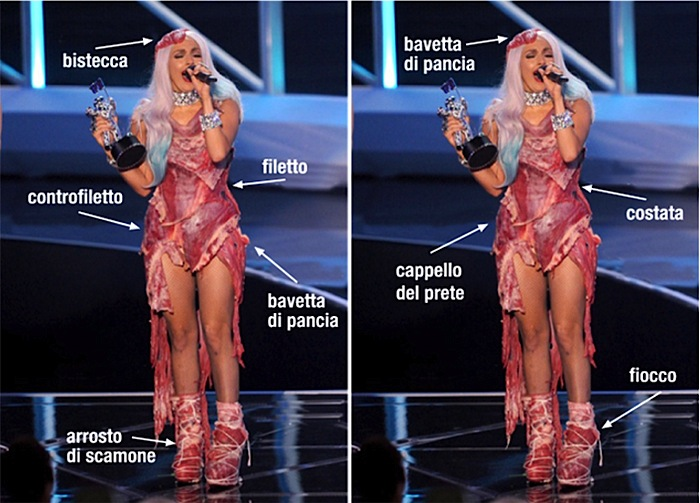 bistecca
filetto
controfiletto
bavetta
di pancia
arrosto
di scamone
bavetta
di pancia
costata
cappello
del prete
fiocco